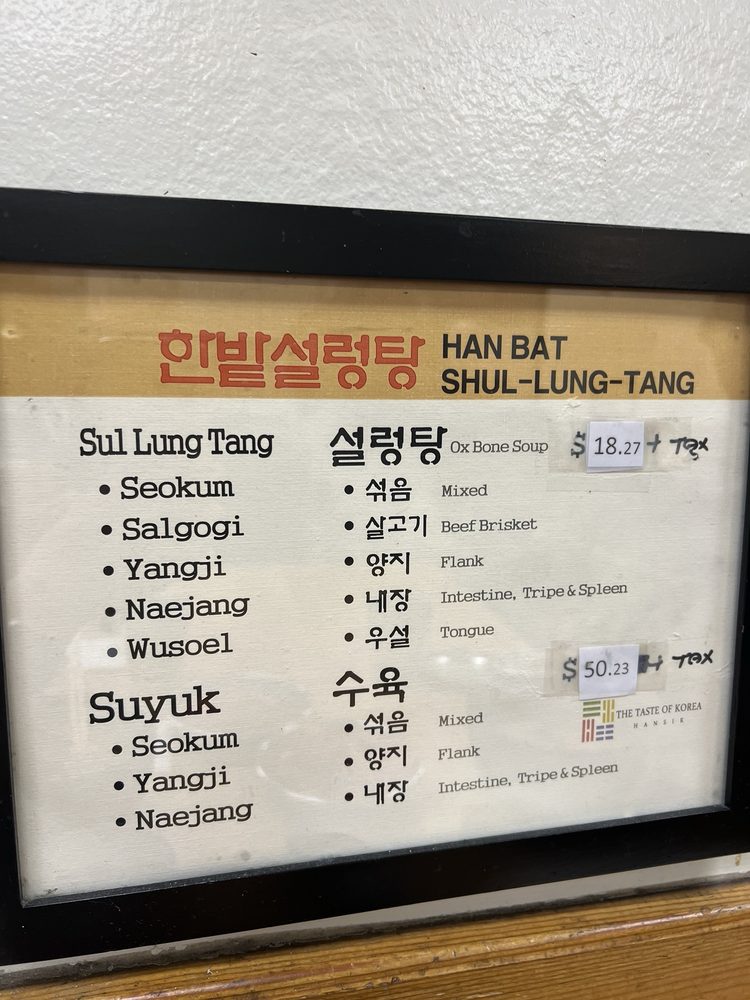 한밭설렁탕 HAN BAT
SHUL-LUNG-TANG
Sul Lung Tang 설렁탕 Ox Bone Soup $ 18.27 + Tax
• Seokum • 섞음 Mixed
• Salgogi • 살고기 Beef Brisket
• Yangji • 양지 Flank
• Naejang • 내장 Intestine, Tripe & Spleen
• Wusoel • 우설 Tongue
Suyuk 수육 $ 50.23 + Tax
• Seokum • 섞음 Mixed
• Yangji • 양지 Flank
• Naejang • 내장 Intestine, Tripe & Spleen
THE TASTE OF KOREA
HANSIK